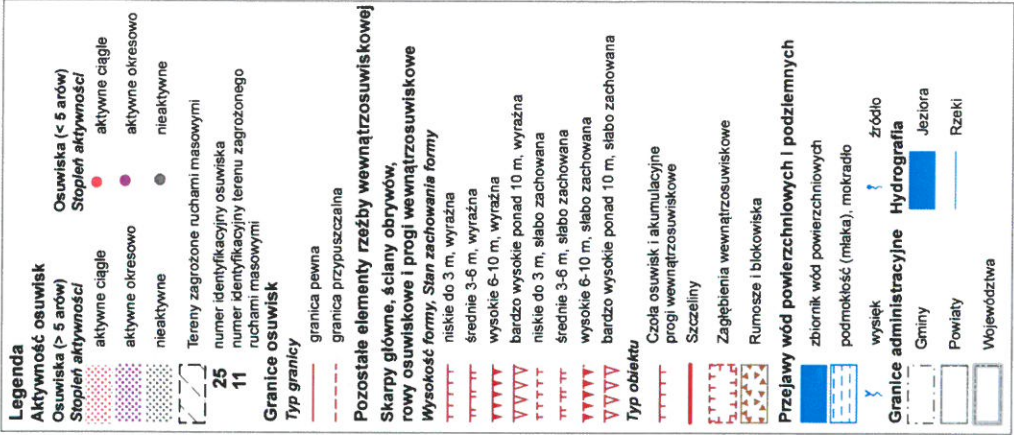 Legenda
Aktywność osuwisk
Osuwiska (> 5 arów)
Stopień aktywności
aktywne ciągle
aktywne okresowo
nieaktywne
Osuwiska (< 5 arów)
Stopień aktywności
aktywne ciągle
aktywne okresowo
nieaktywne
Tereny zagrożone ruchami masowymi
25 numer identyfikacyjny osuwiska
11 numer identyfikacyjny terenu zagrożonego
ruchami masowymi
Granice osuwisk
Typ granicy
granica pewna
granica przypuszczalna
Pozostałe elementy rzeźby wewnątrzosuwiskowej
Skarpy główne, ściany obrywów,
rowy osuwiskowe i progi wewnątrzosuwiskowe
Wysokość formy, Stan zachowania formy
niskie do 3 m, wyraźna
średnie 3-6 m, wyraźna
wysokie 6-10 m, wyraźna
bardzo wysokie ponad 10 m, wyraźna
niskie do 3 m, słabo zachowana
średnie 3-6 m, słabo zachowana
wysokie 6-10 m, słabo zachowana
bardzo wysokie ponad 10 m, słabo zachowana
Typ obiektu
Czoła osuwisk i akumulacyjne
progi wewnątrzosuwiskowe
Szczeliny
Zagłębienia wewnątrzosuwiskowe
Rumosze i blokowiska
Przejawy wód powierzchniowych i podziemnych
zbiornik wód powierzchniowych
podmokłość (młaka), mokradło
wysięk
źródło
Granice administracyjne
Gminy
Powiaty
Województwa
Hydrografia
Jeziora
Rzeki